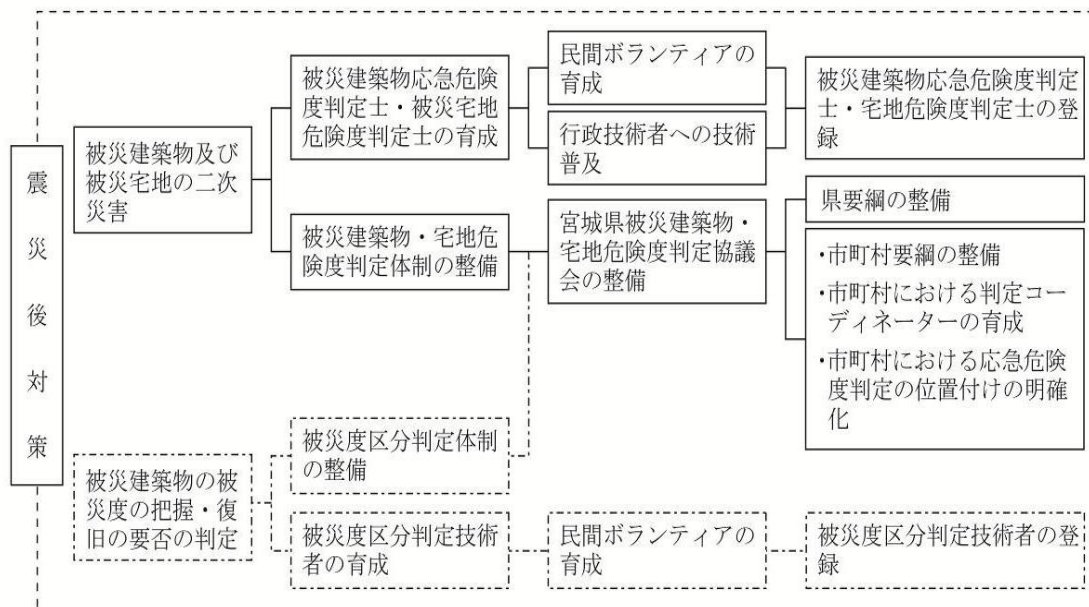 震災後対策
被災建築物及び
被災宅地の二次
災害
被災建築物応急危険
度判定士・被災宅地
危険度判定士の育成
民間ボランティアの
育成
行政技術者への技術
普及
被災建築物応急危険度判定
士・宅地危険度判定士の登
録
被災建築物・宅地危
険度判定体制の整備
宮城県被災建築物・
宅地危険度判定協議
会の整備
県要綱の整備
・市町村要綱の整備
・市町村における判定コー
ディネーターの育成
・市町村における応急危険
度判定の位置付けの明確
化
被災建築物の被
災度の把握・復
旧の要否の判定
被災度区分判定体制
の整備
被災度区分判定技術
者の育成
民間ボランティアの
育成
被災度区分判定技術者の登
録